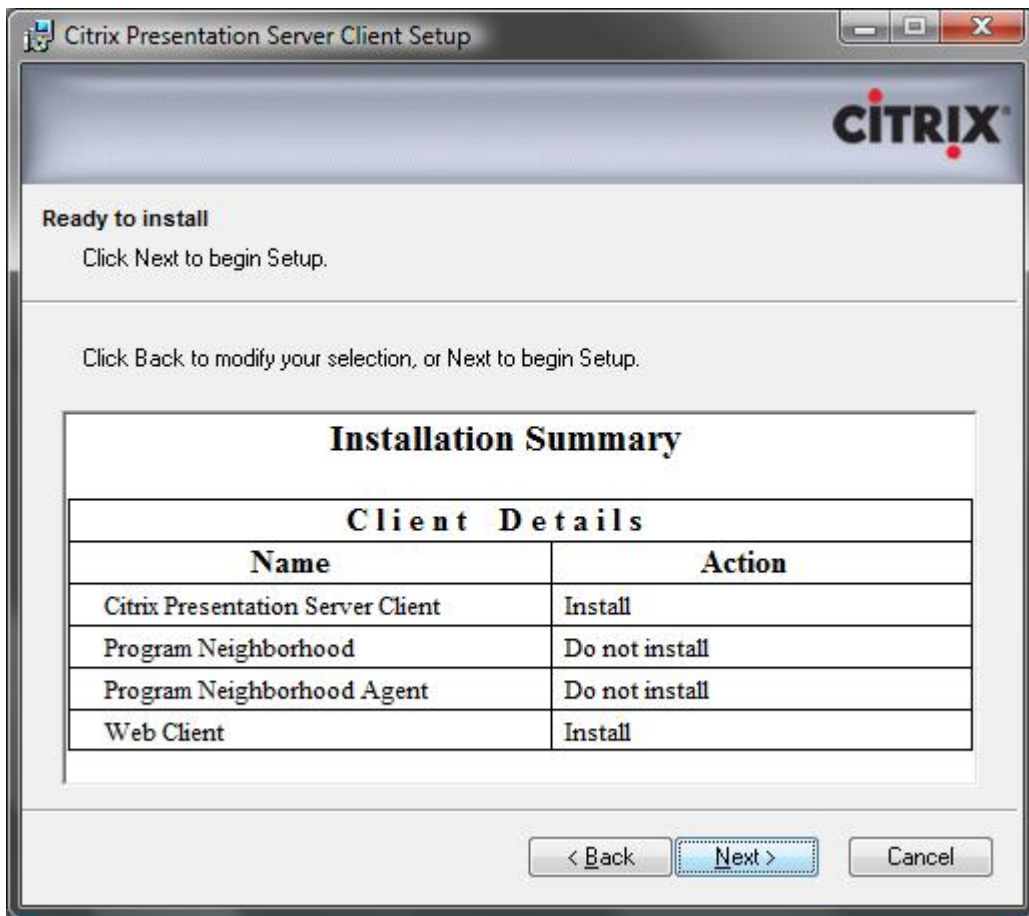 Citrix Presentation Server Client Setup
CiTRIX®
Ready to install
Click Next to begin Setup.
Click Back to modify your selection, or Next to begin Setup.
Installation Summary
Client Details
Name Action
Citrix Presentation Server Client Install
Program Neighborhood Do not install
Program Neighborhood Agent Do not install
Web Client Install
< Back Next > Cancel